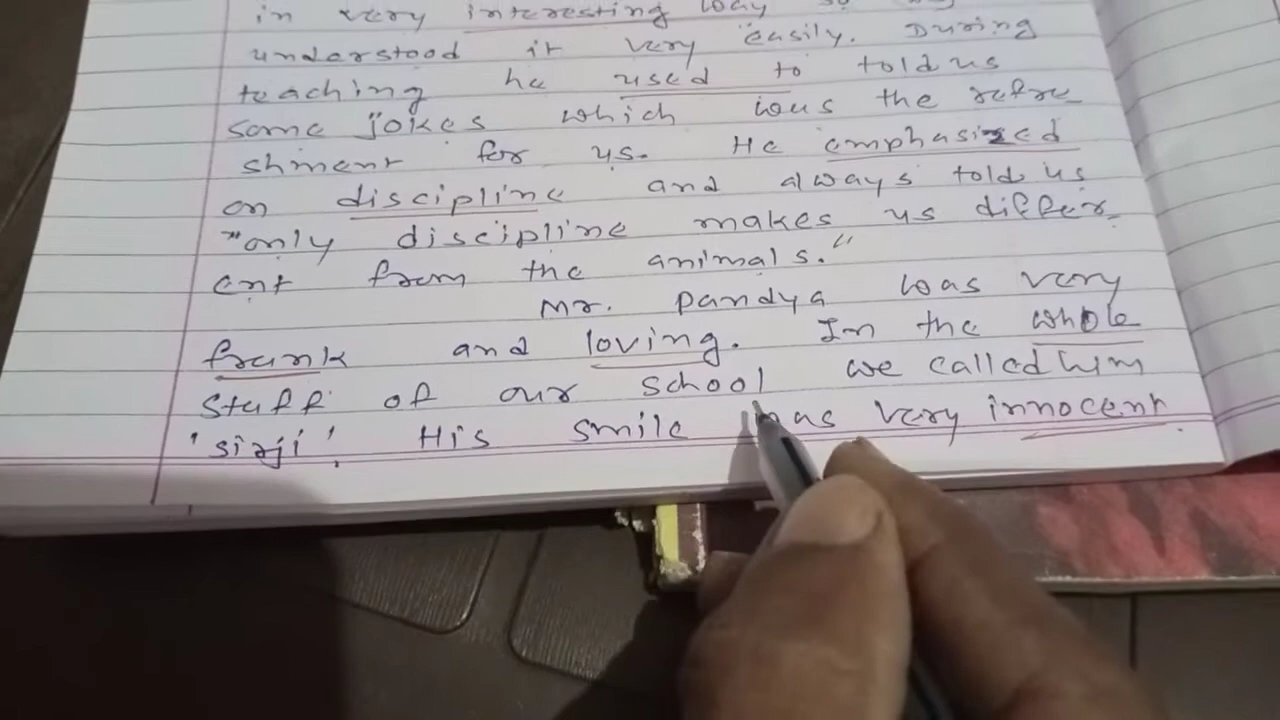 in very interesting way so
understood it very easily. During
teaching he used to told us
some jokes which was the refre
shment for us. He emphasized
on discipline and always told us
"only discipline makes us differ
ent from the animals."
Mr. Pandya was very
frank and loving. In the whole
staff of our school we called him
'sirji'. His smile was very innocent.